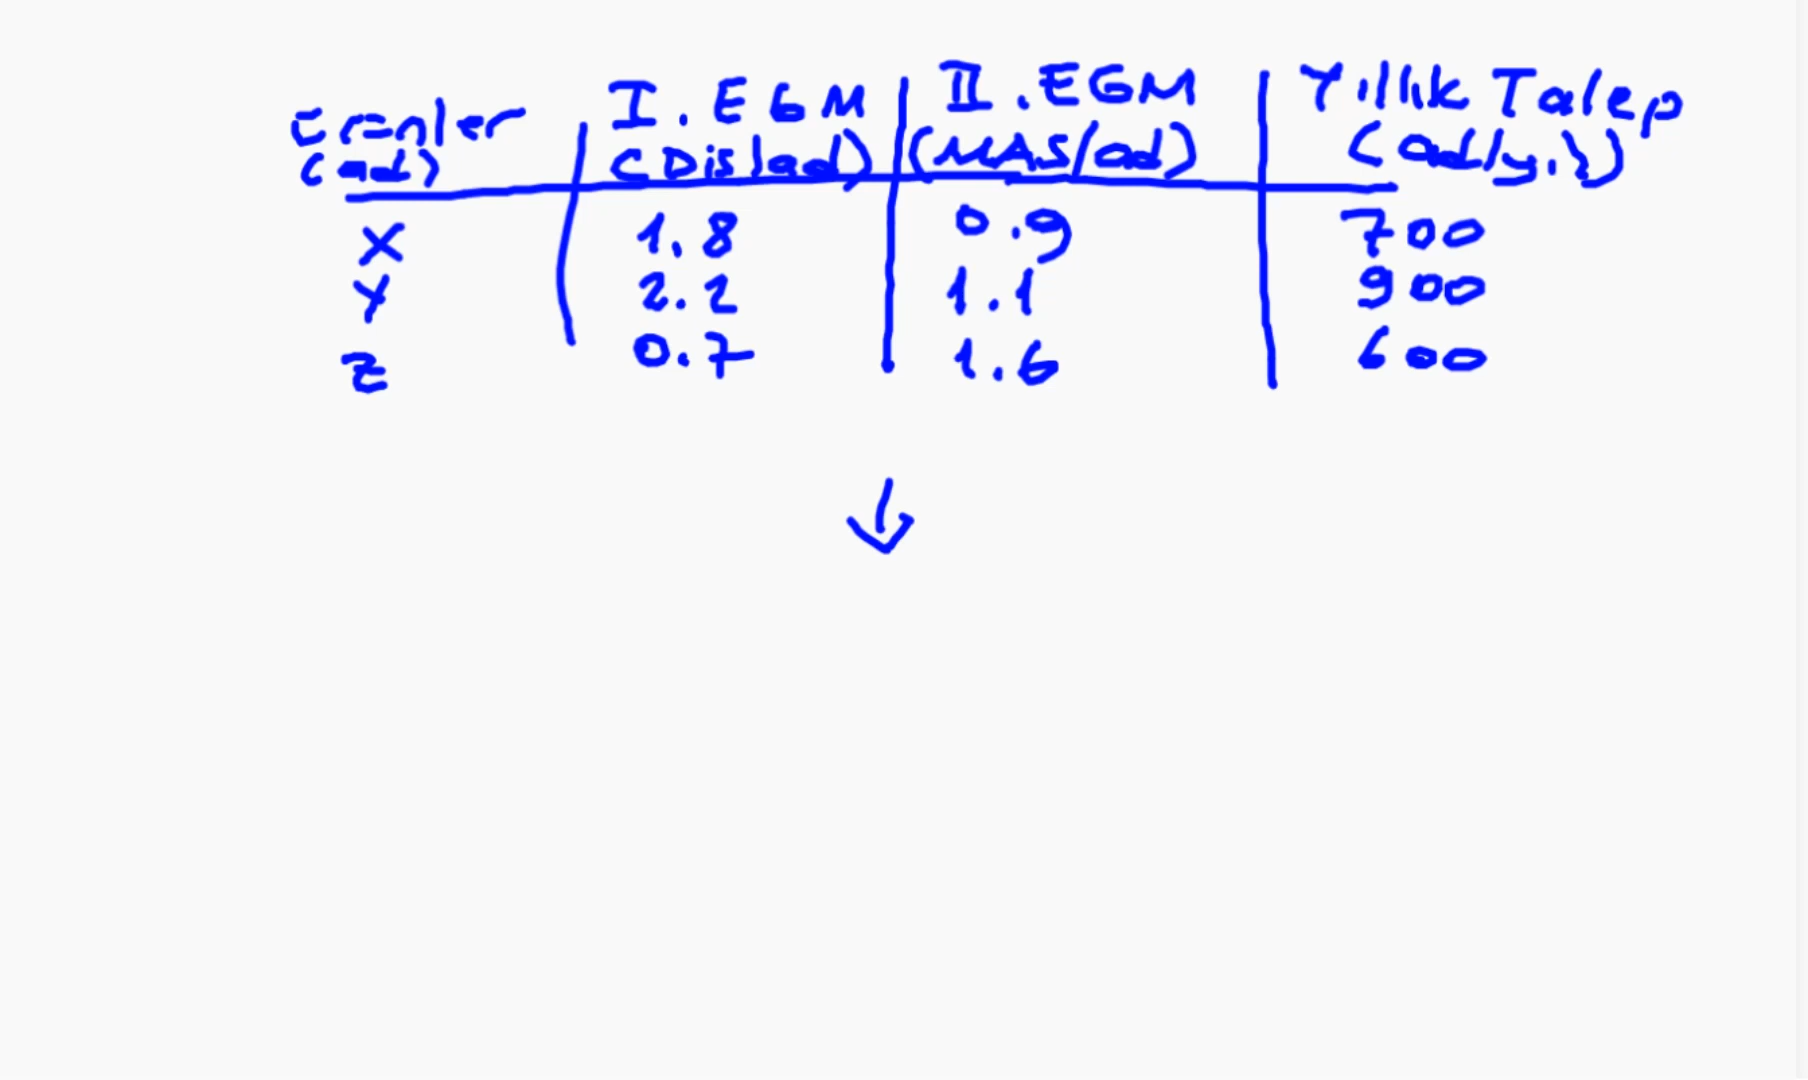 Ürünler | I. EGM | II. EGM | Yıllık Talep
(ad) | (Dis/ad) | (MAS/ad) | (ad/yıl)
X | 1.8 | 0.9 | 700
Y | 2.2 | 1.1 | 900
Z | 0.7 | 1.6 | 600